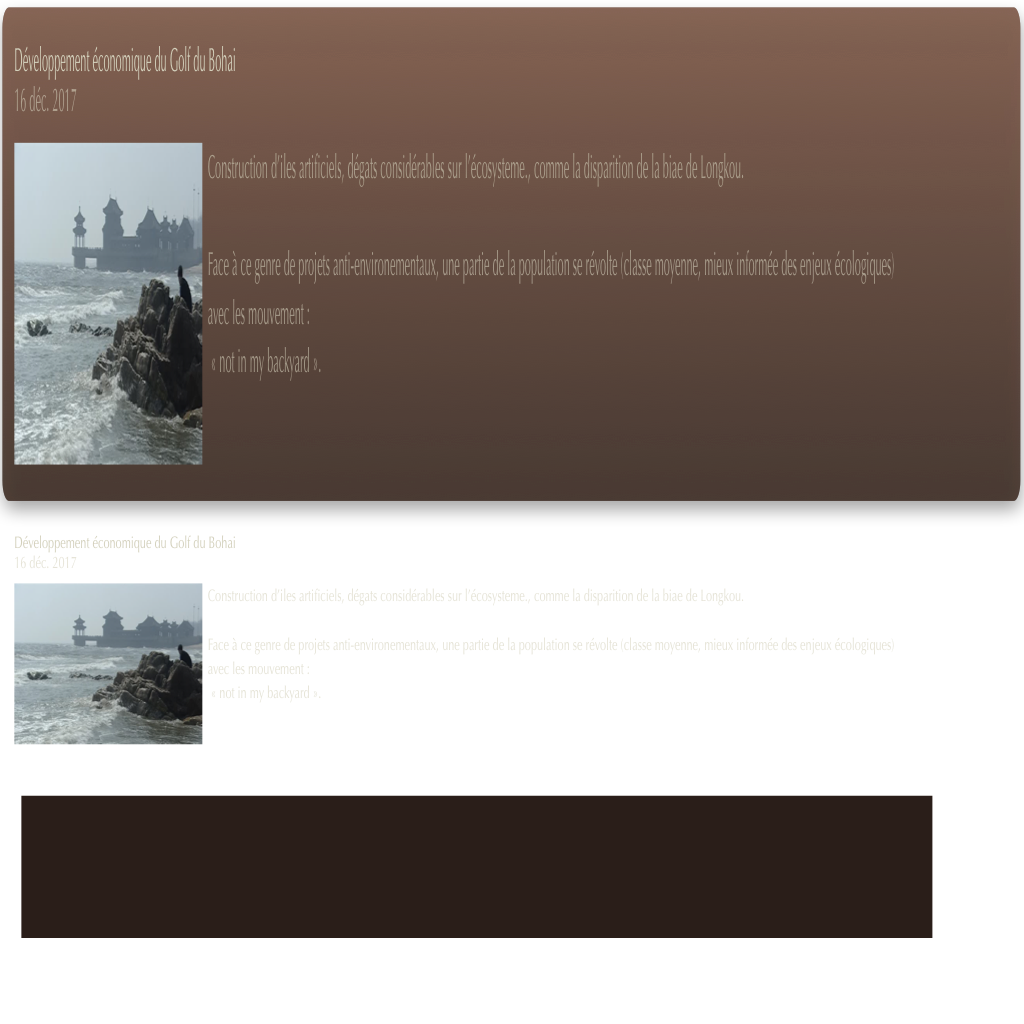 Développement économique du Golf du Bohai
16 déc. 2017
Construction d'iles artificiels, dégats considérables sur l'écosysteme., comme la disparition de la biae de Longkou.
Face à ce genre de projets anti-environementaux, une partie de la population se révolte (classe moyenne, mieux informée des enjeux écologiques)
avec les mouvement :
« not in my backyard ».
Développement économique du Golf du Bohai
16 déc. 2017
Construction d'iles artificiels, dégats considérables sur l'écosysteme., comme la disparition de la biae de Longkou.
Face à ce genre de projets anti-environementaux, une partie de la population se révolte (classe moyenne, mieux informée des enjeux écologiques)
avec les mouvement :
« not in my backyard ».